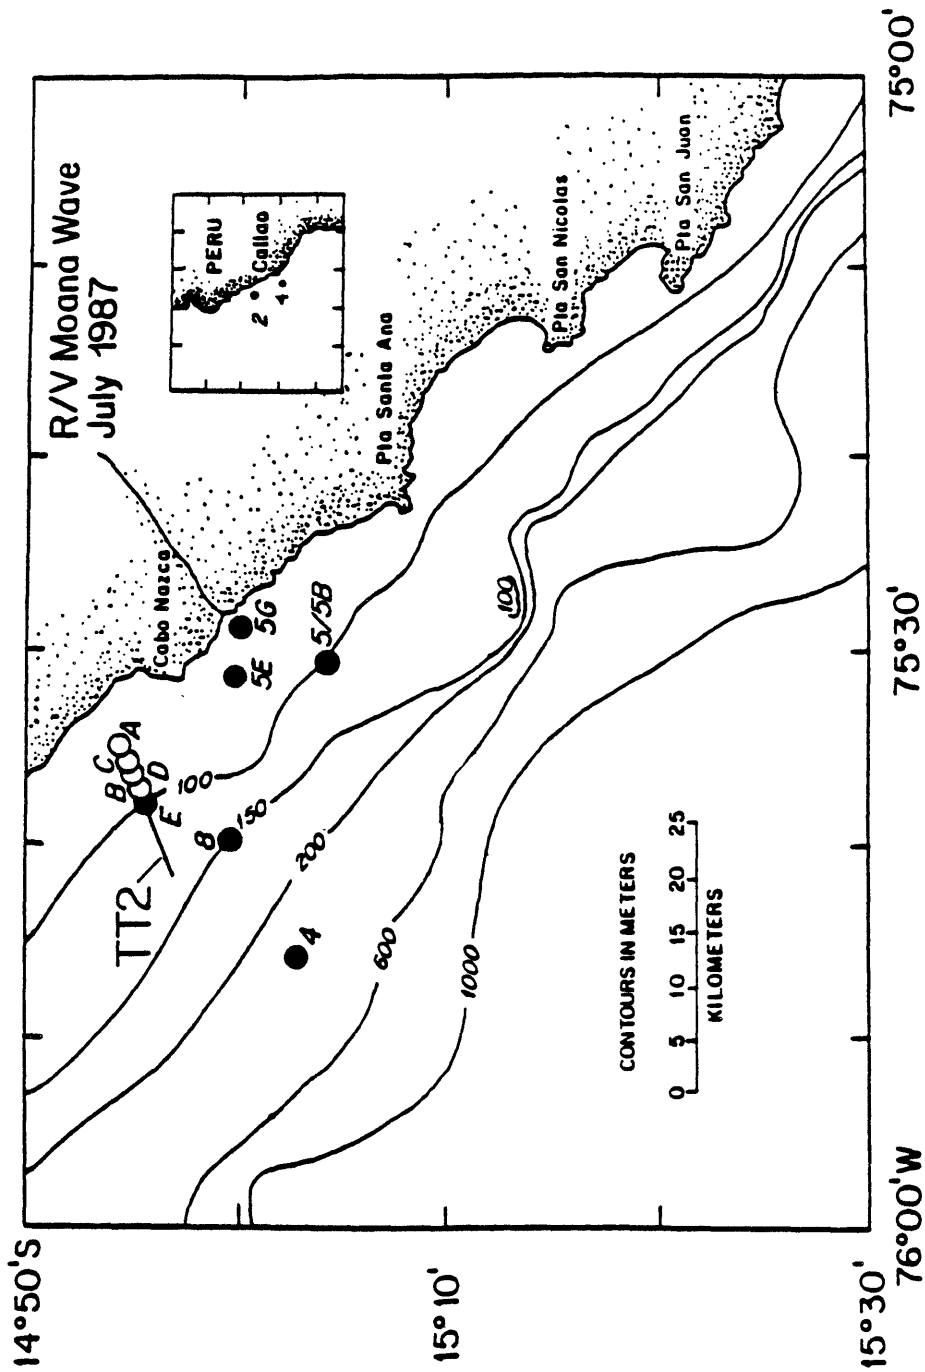 R/V Moana Wave
July 1987
PERU
Callao
2
4
Cabo Nazca
Pta Santa Ana
Pta San Nicolas
Pta San Juan
TT2
A
B
C
D
E
5G
5E
5/5B
8
4
100
150
200
600
1000
100
CONTOURS IN METERS
0 5 10 15 20 25
KILOMETERS
14°50'S
15°10'
15°30'
76°00'W
75°30'
75°00'